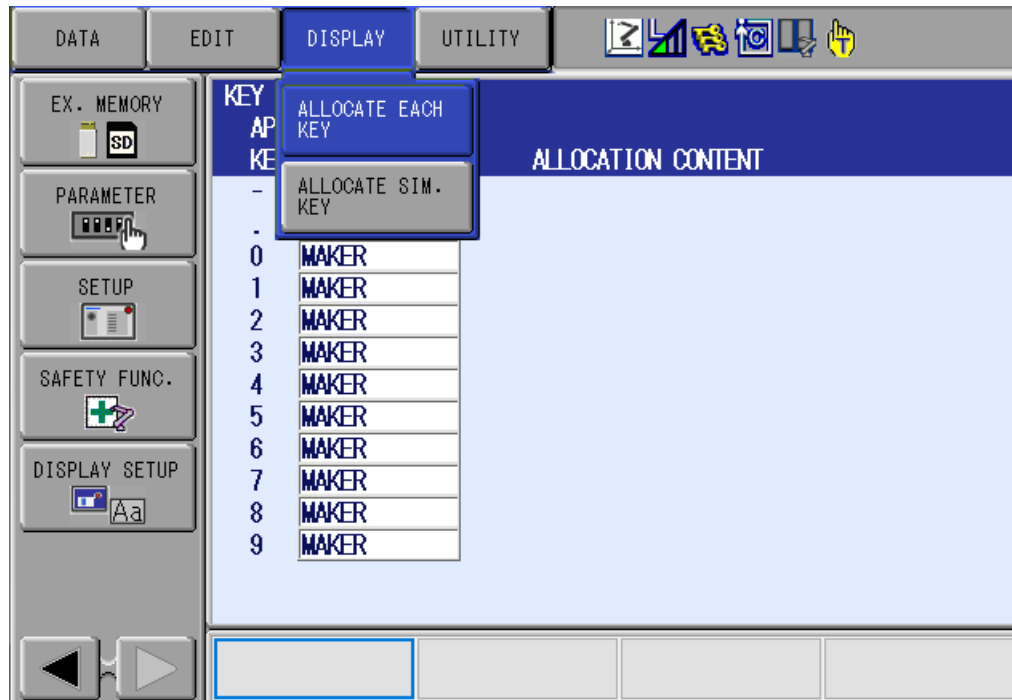 DATA
EDIT
DISPLAY
UTILITY
EX. MEMORY
SD
PARAMETER
SETUP
SAFETY FUNC.
DISPLAY SETUP
Aa
ALLOCATE EACH
KEY
ALLOCATE SIM.
KEY
KEY
AP
KE
ALLOCATION CONTENT
-
.
0 MAKER
1 MAKER
2 MAKER
3 MAKER
4 MAKER
5 MAKER
6 MAKER
7 MAKER
8 MAKER
9 MAKER